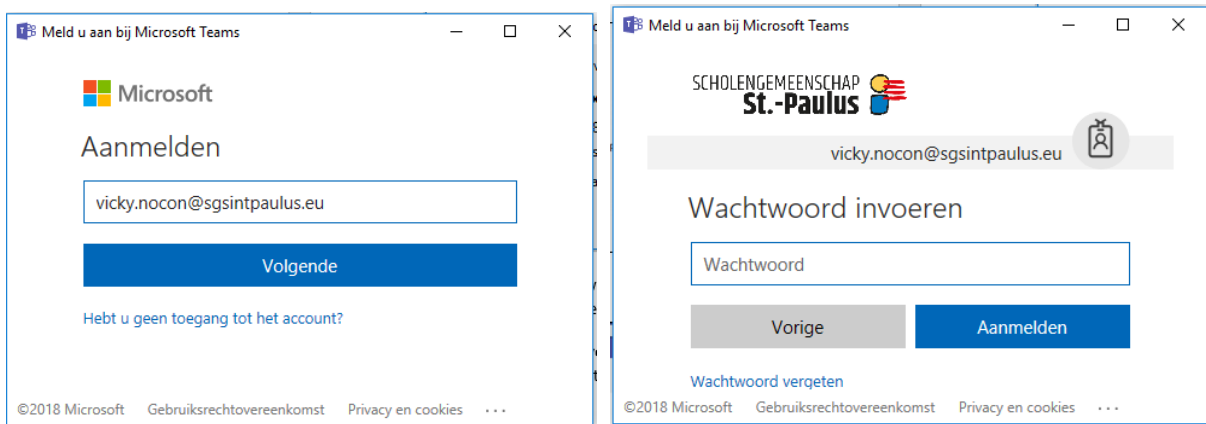 Meld u aan bij Microsoft Teams
Microsoft
Aanmelden
vicky.nocon@sgsintpaulus.eu
Volgende
Hebt u geen toegang tot het account?
©2018 Microsoft Gebruiksrechtovereenkomst Privacy en cookies ...
Meld u aan bij Microsoft Teams
SCHOLENGEMEENSCHAP
St.-Paulus
vicky.nocon@sgsintpaulus.eu
Wachtwoord invoeren
Wachtwoord
Vorige Aanmelden
Wachtwoord vergeten
©2018 Microsoft Gebruiksrechtovereenkomst Privacy en cookies ...